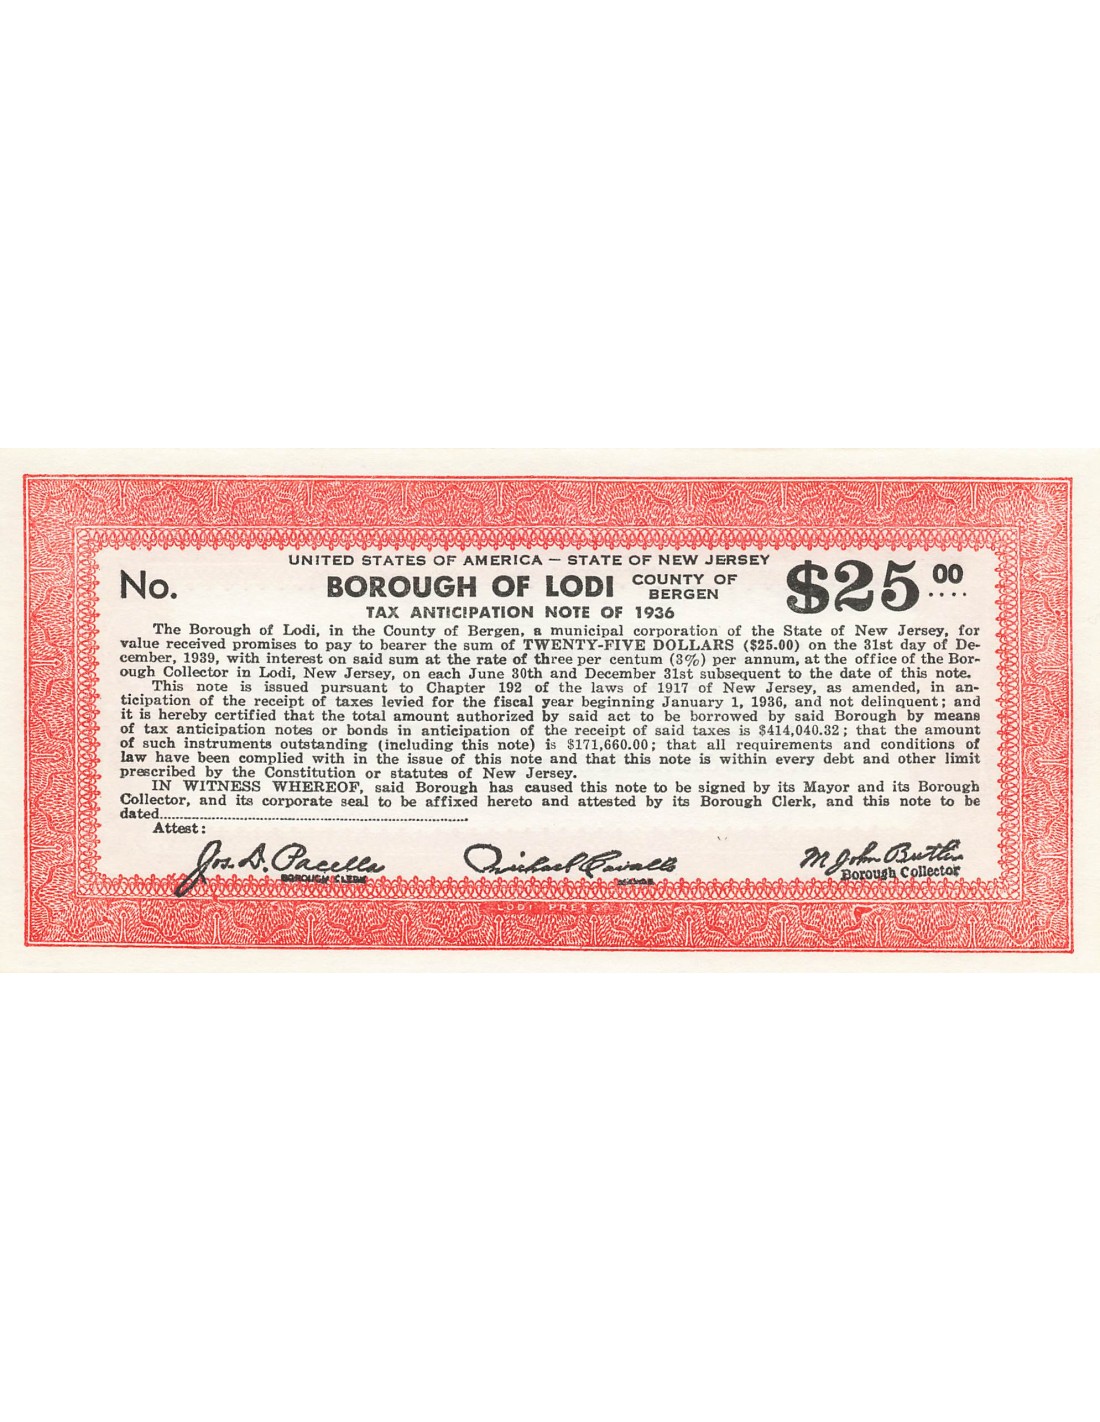 UNITED STATES OF AMERICA — STATE OF NEW JERSEY
No. BOROUGH OF LODI COUNTY OF BERGEN $25.00
TAX ANTICIPATION NOTE OF 1936
The Borough of Lodi, in the County of Bergen, a municipal corporation of the State of New Jersey, for
value received promises to pay to bearer the sum of TWENTY-FIVE DOLLARS ($25.00) on the 31st day of De-
cember, 1939, with interest on said sum at the rate of three per centum (3%) per annum, at the office of the Bor-
ough Collector in Lodi, New Jersey, on each June 30th and December 31st subsequent to the date of this note.
This note is issued pursuant to Chapter 192 of the laws of 1917 of New Jersey, as amended, in an-
ticipation of the receipt of taxes levied for the fiscal year beginning January 1, 1936, and not delinquent; and
it is hereby certified that the total amount authorized by said act to be borrowed by said Borough by means
of tax anticipation notes or bonds in anticipation of the receipt of said taxes is $414,040.32; that the amount
of such instruments outstanding (including this note) is $171,660.00; that all requirements and conditions of
law have been complied with in the issue of this note and that this note is within every debt and other limit
prescribed by the Constitution or statutes of New Jersey.
IN WITNESS WHEREOF, said Borough has caused this note to be signed by its Mayor and its Borough
Collector, and its corporate seal to be affixed hereto and attested by its Borough Clerk, and this note to be
dated
Attest:
Jos. D. Pacella Michael Cavallo M John Butler
BOROUGH CLERK MAYOR Borough Collector
LODI PRESS